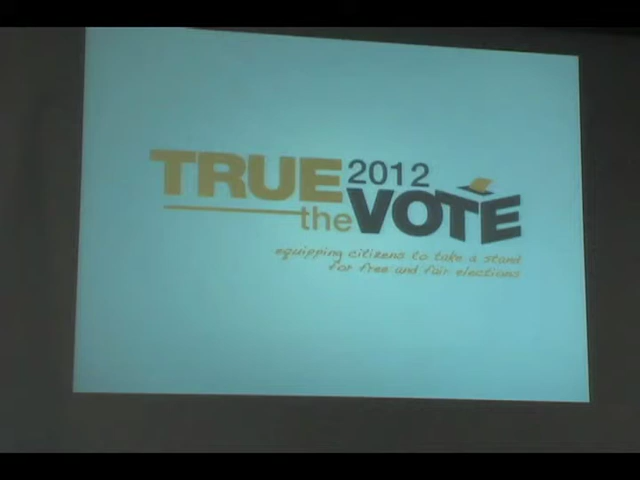 TRUE 2012
the VOTE
equipping citizens to take a stand
for free and fair elections